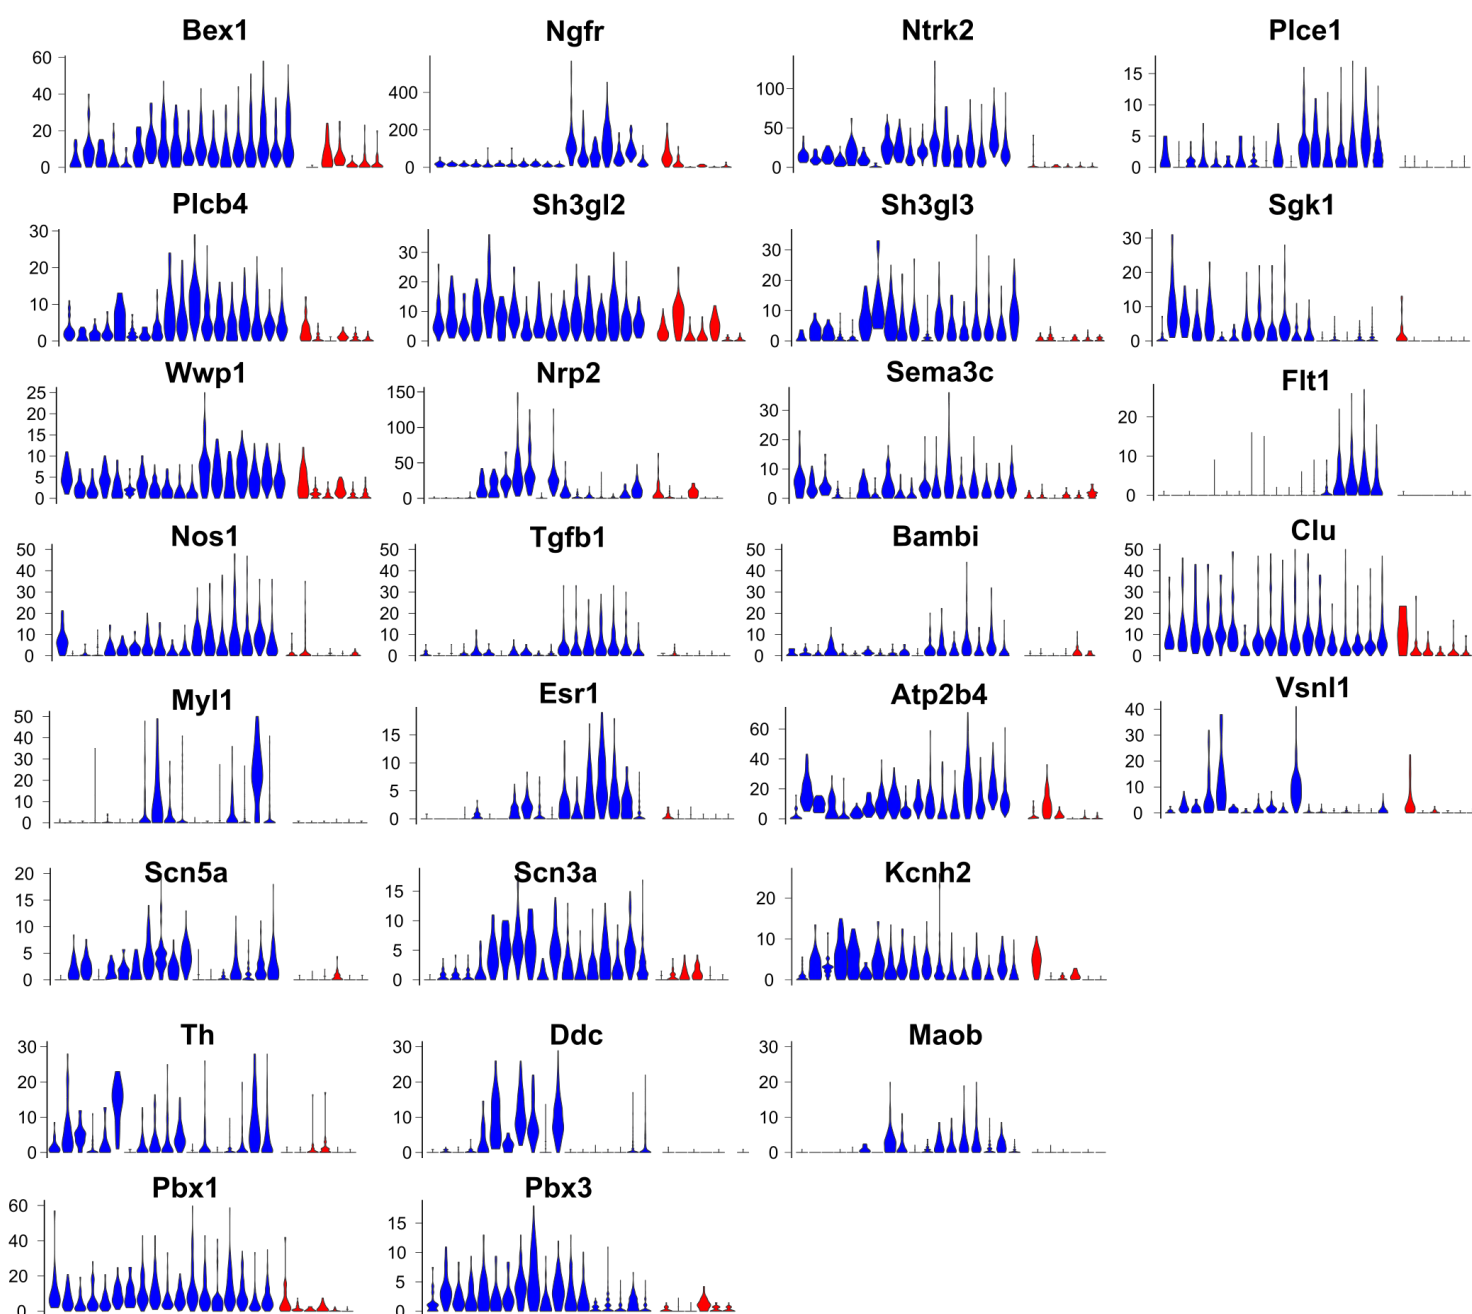 Bex1 Ngfr Ntrk2 Plce1
60 40 20 0
400 200 0
100 50 0
15 10 5 0
Plcb4 Sh3gl2 Sh3gl3 Sgk1
30 20 10 0
30 20 10 0
30 20 10 0
30 20 10 0
Wwp1 Nrp2 Sema3c Flt1
25 20 15 10 5 0
150 100 50 0
30 20 10 0
20 10 0
Nos1 Tgfb1 Bambi Clu
50 40 30 20 10 0
50 40 30 20 10 0
50 40 30 20 10 0
50 40 30 20 10 0
Myl1 Esr1 Atp2b4 Vsnl1
50 40 30 20 10 0
15 10 5 0
60 40 20 0
40 30 20 10 0
Scn5a Scn3a Kcnh2
20 15 10 5 0
15 10 5 0
20 10 0
Th Ddc Maob
30 20 10 0
30 20 10 0
30 20 10 0
Pbx1 Pbx3
60 40 20 0
15 10 5 0